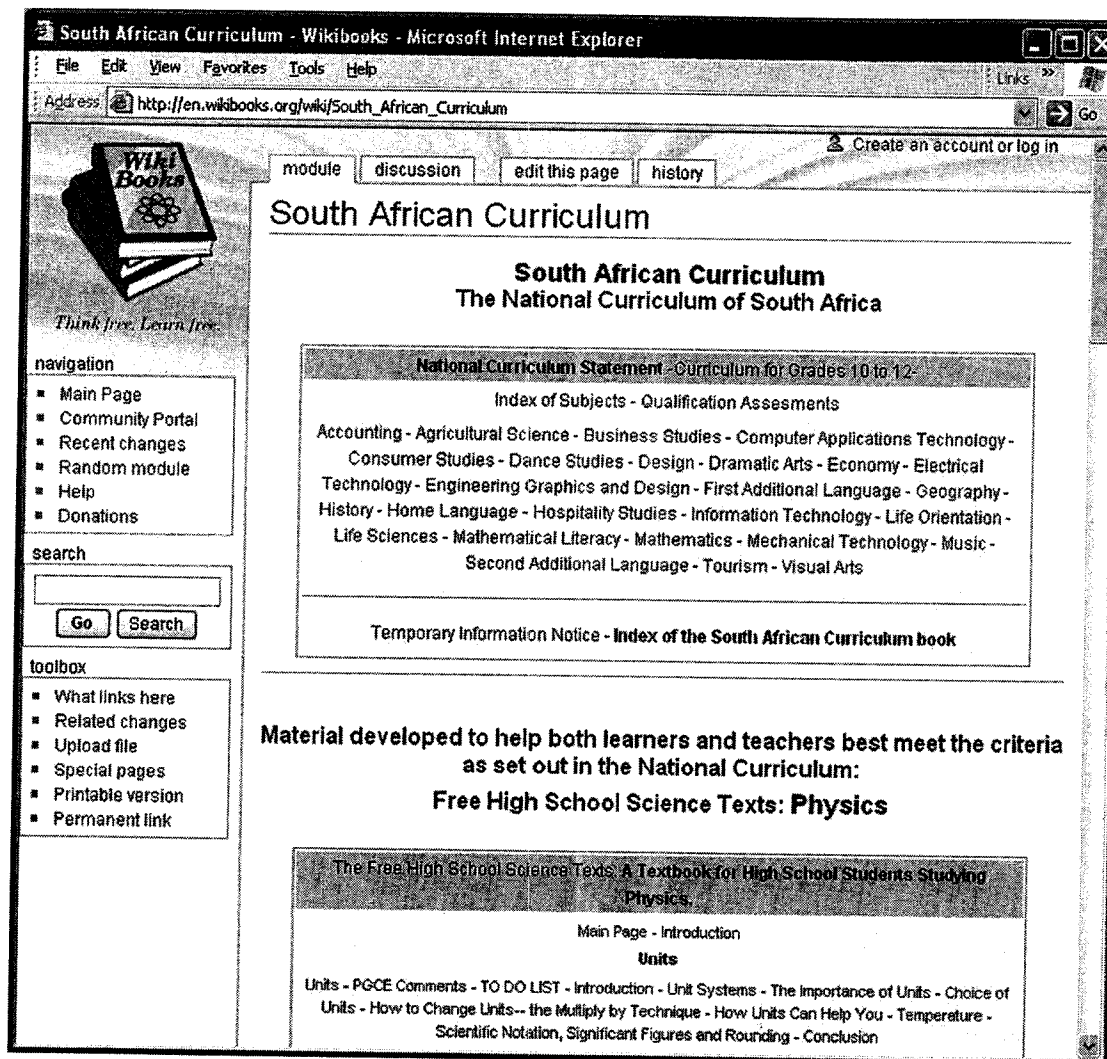 South African Curriculum - Wikibooks - Microsoft Internet Explorer
File Edit View Favorites Tools Help
Links »
Address http://en.wikibooks.org/wiki/South_African_Curriculum
Go
Create an account or log in
Wiki
Books
Think free. Learn free.
module discussion edit this page history
South African Curriculum
South African Curriculum
The National Curriculum of South Africa
National Curriculum Statement -Curriculum for Grades 10 to 12-
Index of Subjects - Qualification Assesments
Accounting - Agricultural Science - Business Studies - Computer Applications Technology -
Consumer Studies - Dance Studies - Design - Dramatic Arts - Economy - Electrical
Technology - Engineering Graphics and Design - First Additional Language - Geography -
History - Home Language - Hospitality Studies - Information Technology - Life Orientation -
Life Sciences - Mathematical Literacy - Mathematics - Mechanical Technology - Music -
Second Additional Language - Tourism - Visual Arts
Temporary Information Notice - Index of the South African Curriculum book
navigation
Main Page
Community Portal
Recent changes
Random module
Help
Donations
search
Go Search
toolbox
What links here
Related changes
Upload file
Special pages
Printable version
Permanent link
Material developed to help both learners and teachers best meet the criteria
as set out in the National Curriculum:
Free High School Science Texts: Physics
The Free High School Science Texts: A Textbook for High School Students Studying
Physics.
Main Page - Introduction
Units
Units - PGCE Comments - TO DO LIST - Introduction - Unit Systems - The Importance of Units - Choice of
Units - How to Change Units-- the Multiply by Technique - How Units Can Help You - Temperature -
Scientific Notation, Significant Figures and Rounding - Conclusion